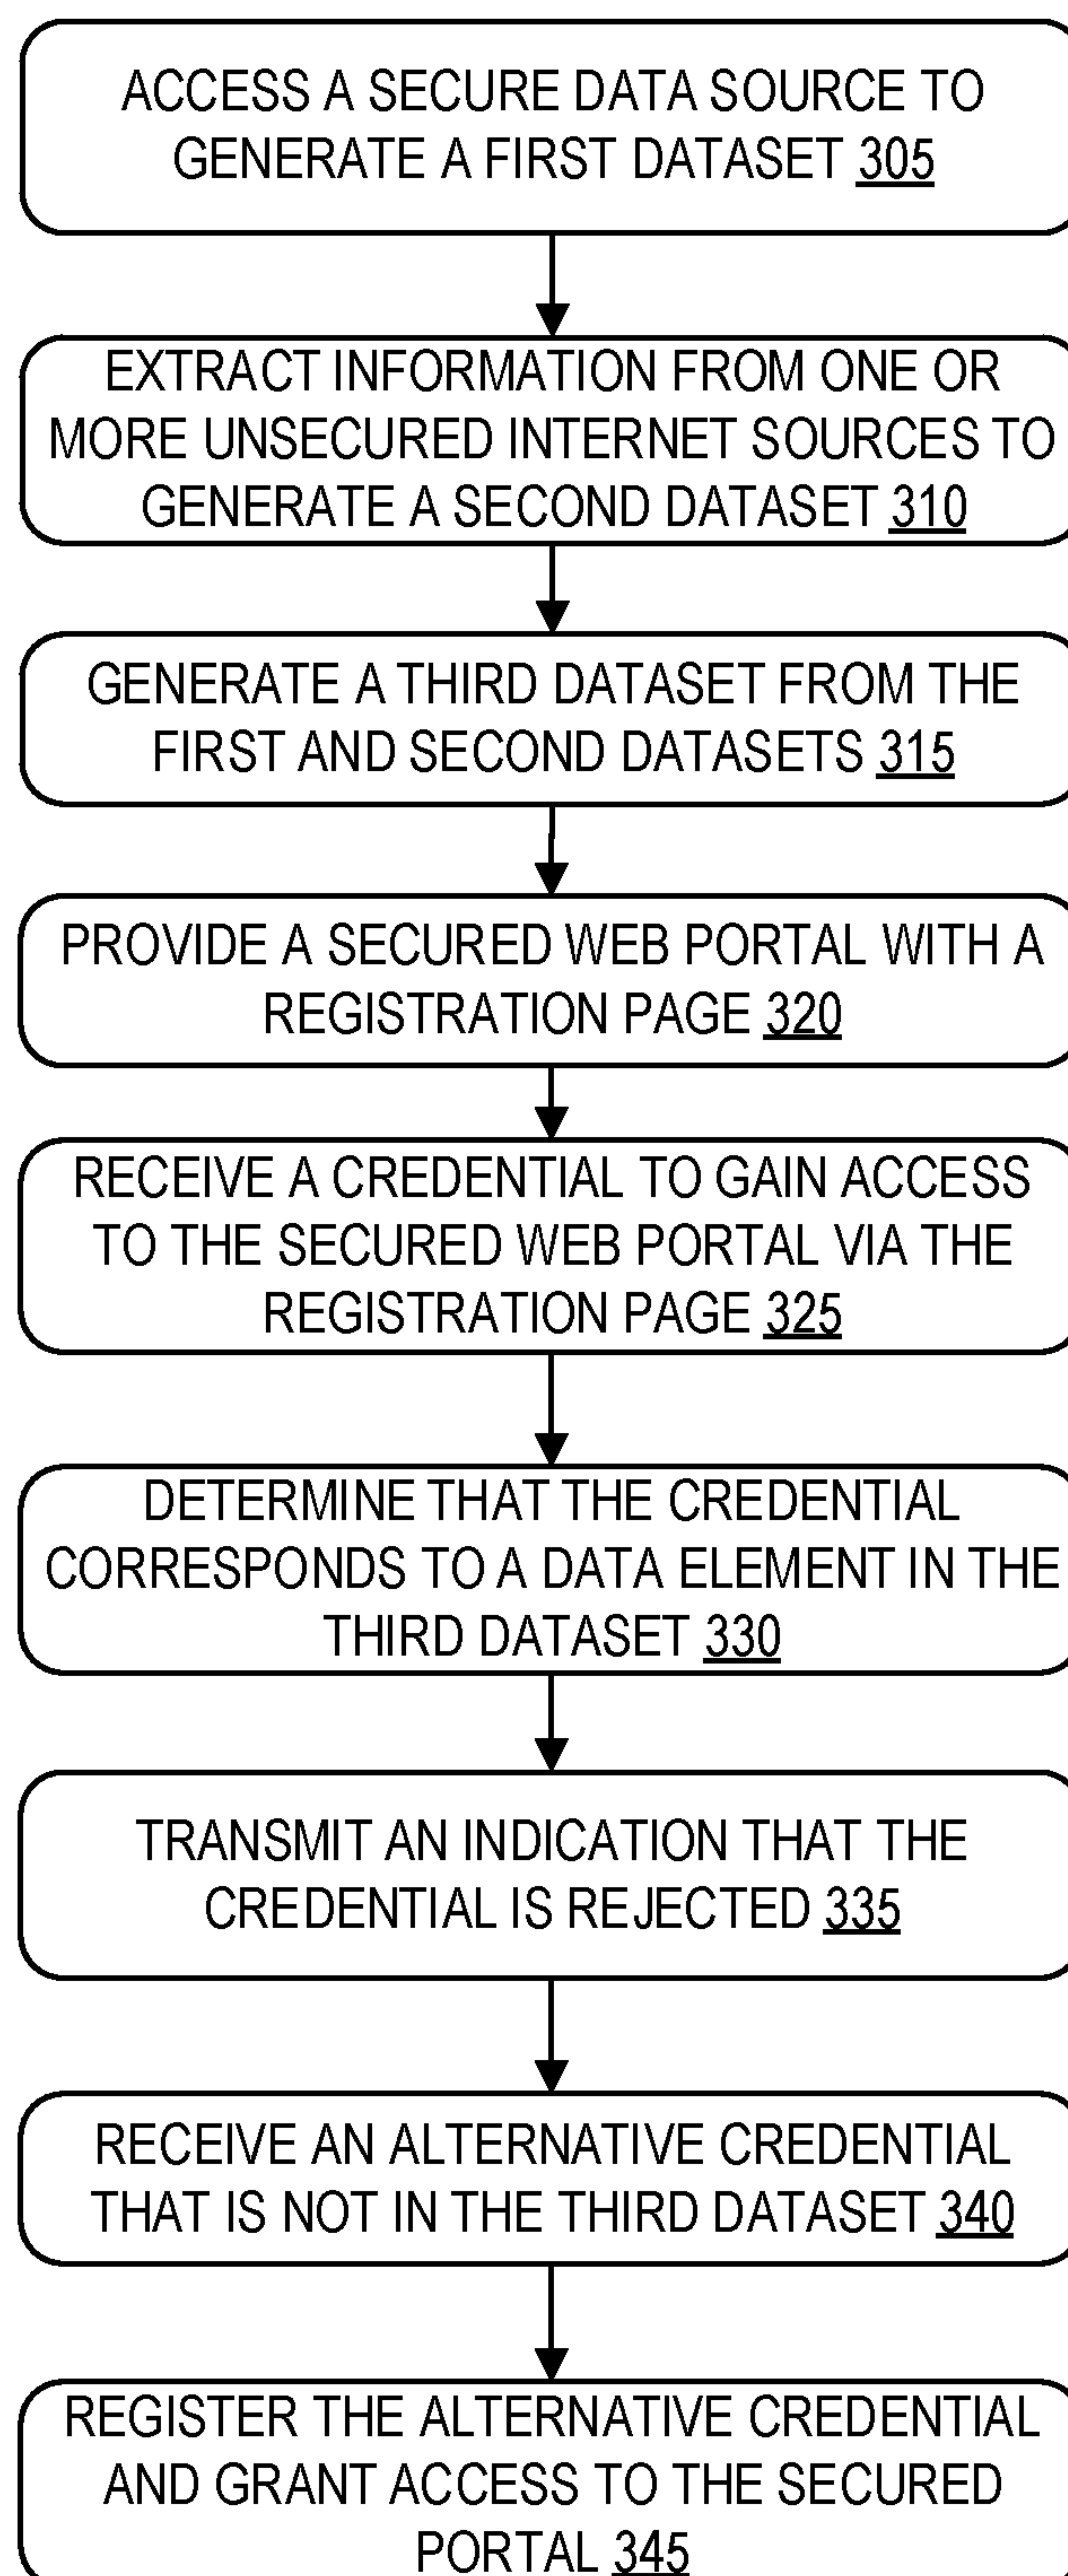 ACCESS A SECURE DATA SOURCE TO
GENERATE A FIRST DATASET 305
EXTRACT INFORMATION FROM ONE OR
MORE UNSECURED INTERNET SOURCES TO
GENERATE A SECOND DATASET 310
GENERATE A THIRD DATASET FROM THE
FIRST AND SECOND DATASETS 315
PROVIDE A SECURED WEB PORTAL WITH A
REGISTRATION PAGE 320
RECEIVE A CREDENTIAL TO GAIN ACCESS
TO THE SECURED WEB PORTAL VIA THE
REGISTRATION PAGE 325
DETERMINE THAT THE CREDENTIAL
CORRESPONDS TO A DATA ELEMENT IN THE
THIRD DATASET 330
TRANSMIT AN INDICATION THAT THE
CREDENTIAL IS REJECTED 335
RECEIVE AN ALTERNATIVE CREDENTIAL
THAT IS NOT IN THE THIRD DATASET 340
REGISTER THE ALTERNATIVE CREDENTIAL
AND GRANT ACCESS TO THE SECURED
PORTAL 345